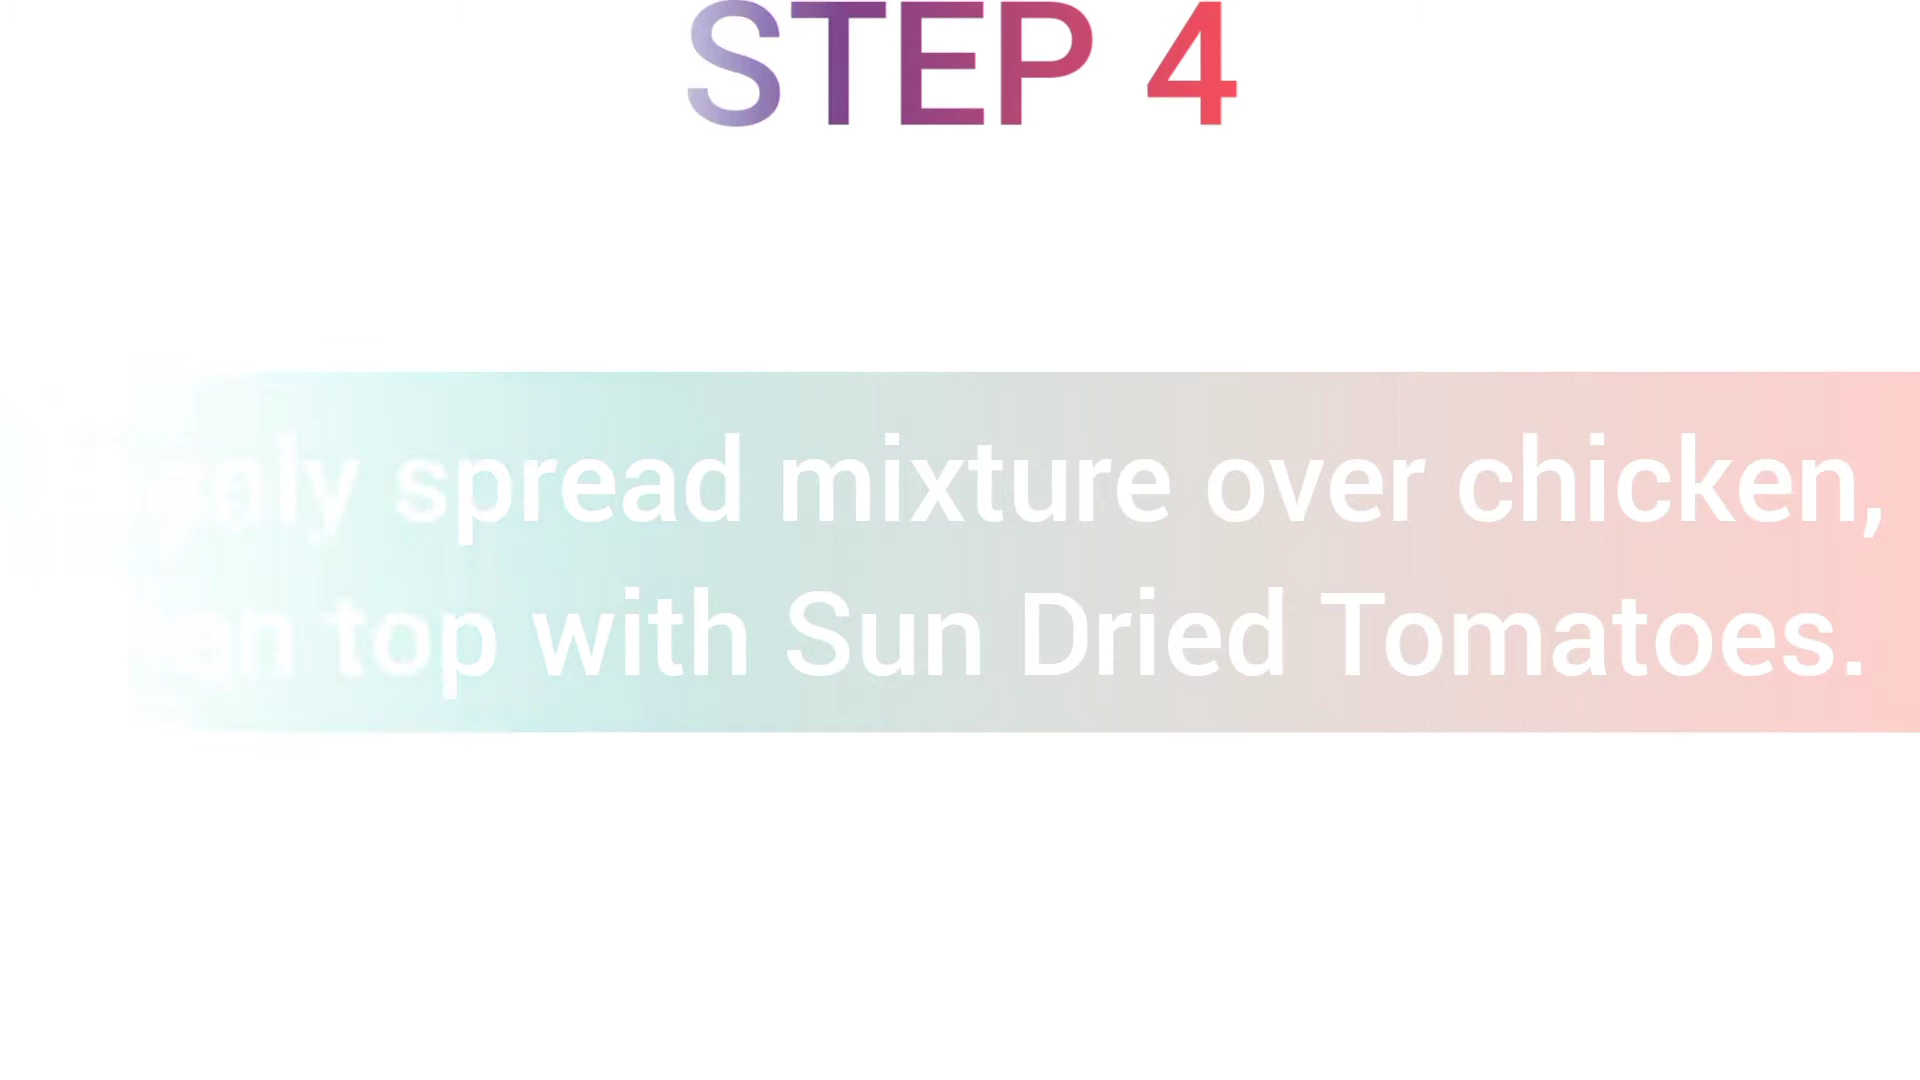 STEP 4
spread mixture over chicken,
top with Sun Dried Tomatoes.